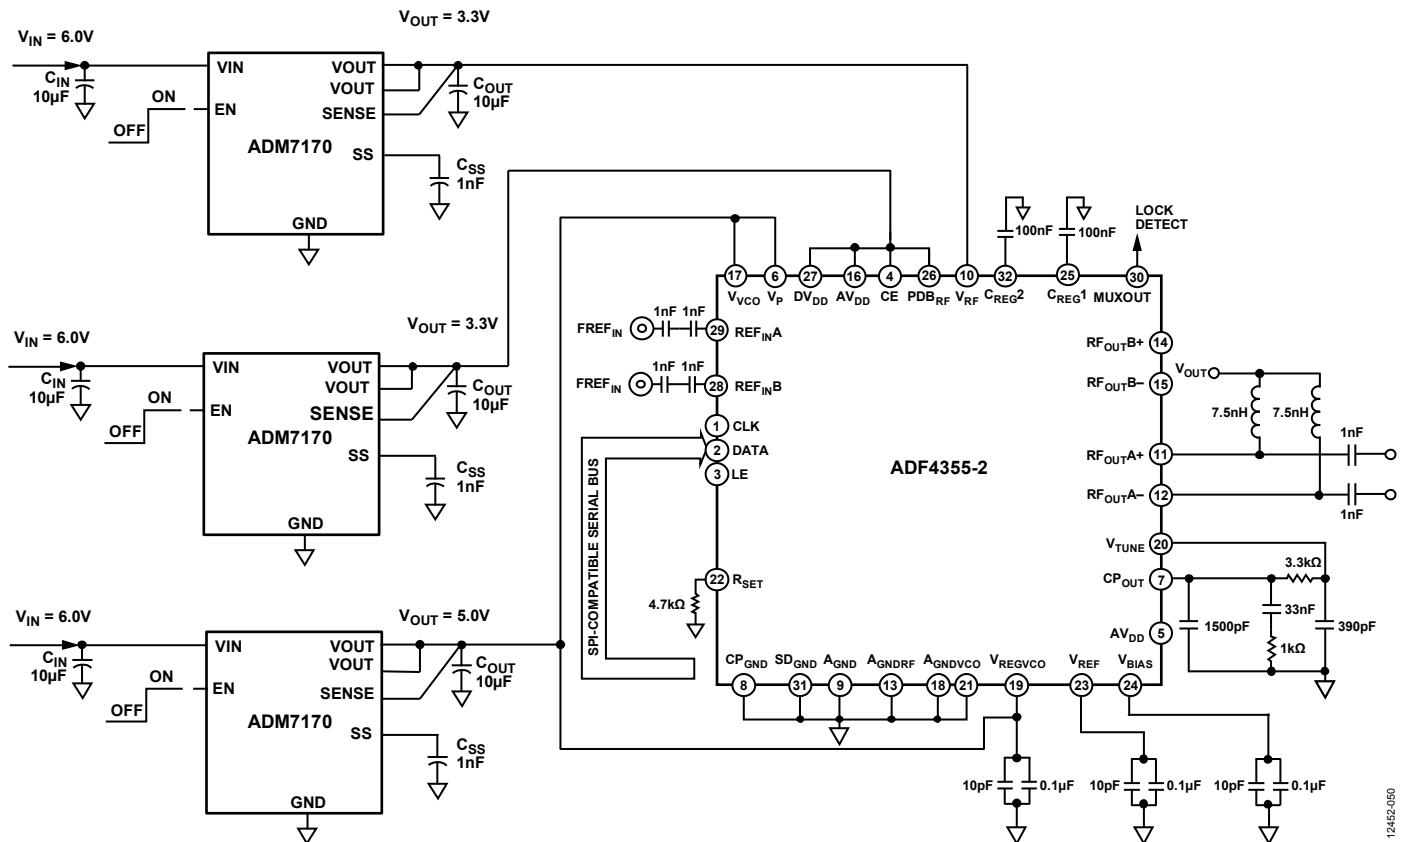 VOUT = 3.3V
VIN = 6.0V
CIN
10µF
VIN
VOUT
VOUT
SENSE
COUT
10µF
ON
OFF
EN
ADM7170
SS
CSS
1nF
GND
VOUT = 3.3V
VIN = 6.0V
CIN
10µF
VIN
VOUT
VOUT
SENSE
COUT
10µF
ON
OFF
EN
ADM7170
SS
CSS
1nF
GND
VOUT = 5.0V
VIN = 6.0V
CIN
10µF
VIN
VOUT
VOUT
SENSE
COUT
10µF
ON
OFF
EN
ADM7170
SS
CSS
1nF
GND
100nF
100nF
LOCK
DETECT
17
6
27
16
4
26
10
32
25
30
VVCO
VP
DVDD
AVDD
CE
PDBRF
VRF
CREG2
CREG1
MUXOUT
FREFIN
1nF
1nF
29
REFINA
FREFIN
1nF
1nF
28
REFINB
1
CLK
2
DATA
3
LE
SPI-COMPATIBLE SERIAL BUS
22
RSET
4.7kΩ
ADF4355-2
RFOUTB+
14
RFOUTB–
15
VOUT
7.5nH
7.5nH
RFOUTA+
11
1nF
RFOUTA–
12
1nF
VTUNE
20
CPOUT
7
3.3kΩ
33nF
1500pF
1kΩ
390pF
AVDD
5
CPGND
SDGND
AGND
AGNDRF
AGNDVCO
VREGVCO
VREF
VBIAS
8
31
9
13
18
21
19
23
24
10pF
0.1µF
10pF
0.1µF
10pF
0.1µF
12452-050